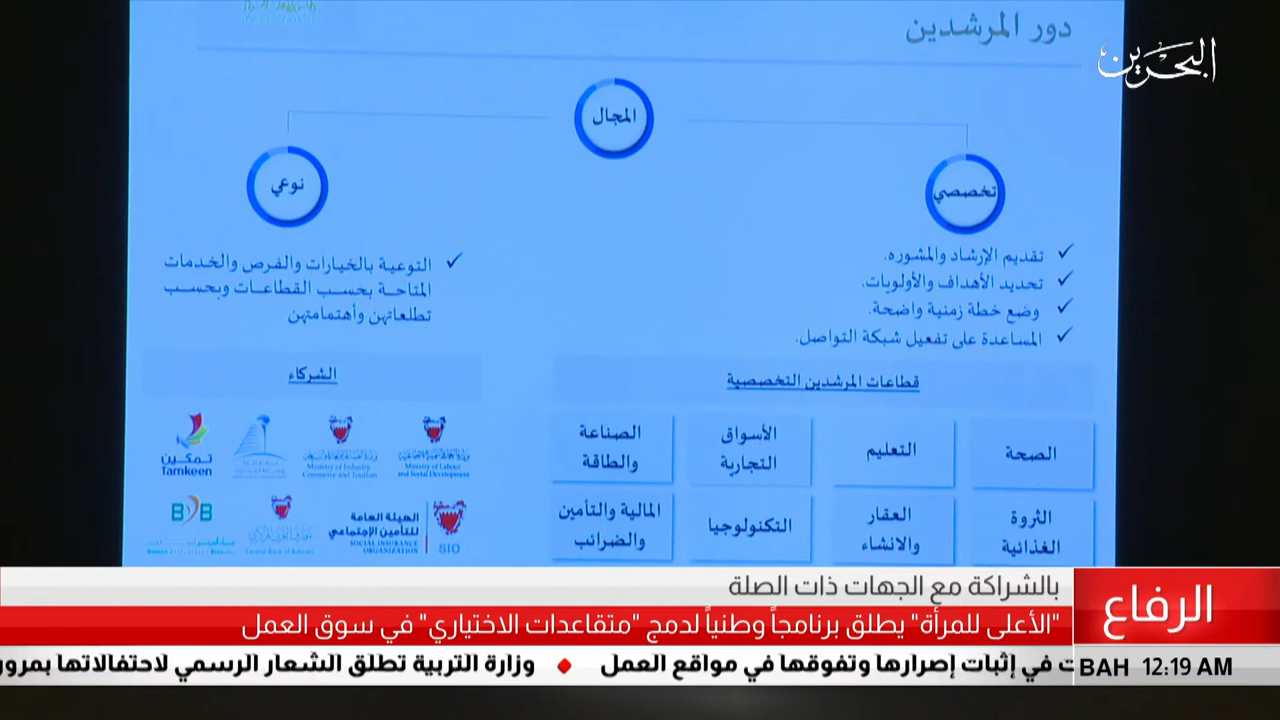 دور المرشدين
البحرين
المجال
تخصصي
نوعي
تقديم الإرشاد والمشوره.
تحديد الأهداف والأولويات.
وضع خطة زمنية واضحة.
المساعدة على تفعيل شبكة التواصل.
التوعية بالخيارات والفرص والخدمات
المتاحة بحسب القطاعات وبحسب
تطلعاتهن وأهتمامتهن
قطاعات المرشدين التخصصية
الصحة
التعليم
الأسواق
التجارية
الصناعة
والطاقة
الثروة
الغذائية
العقار
والانشاء
التكنولوجيا
المالية والتأمين
والضرائب
الشركاء
Ministry of Labour
and Social Development
Ministry of Industry
Commerce and Tourism
تمكين
Tamkeen
الهيئة العامة
للتأمين الإجتماعي
SOCIAL INSURANCE
ORGANIZATION
SIO
Central Bank of Bahrain
الرفاع
بالشراكة مع الجهات ذات الصلة
"الأعلى للمرأة" يطلق برنامجاً وطنياً لدمج "متقاعدات الاختياري" في سوق العمل
BAH 12:19 AM
في إثبات إصرارها وتفوقها في مواقع العمل ♦ وزارة التربية تطلق الشعار الرسمي لاحتفالاتها بمرور